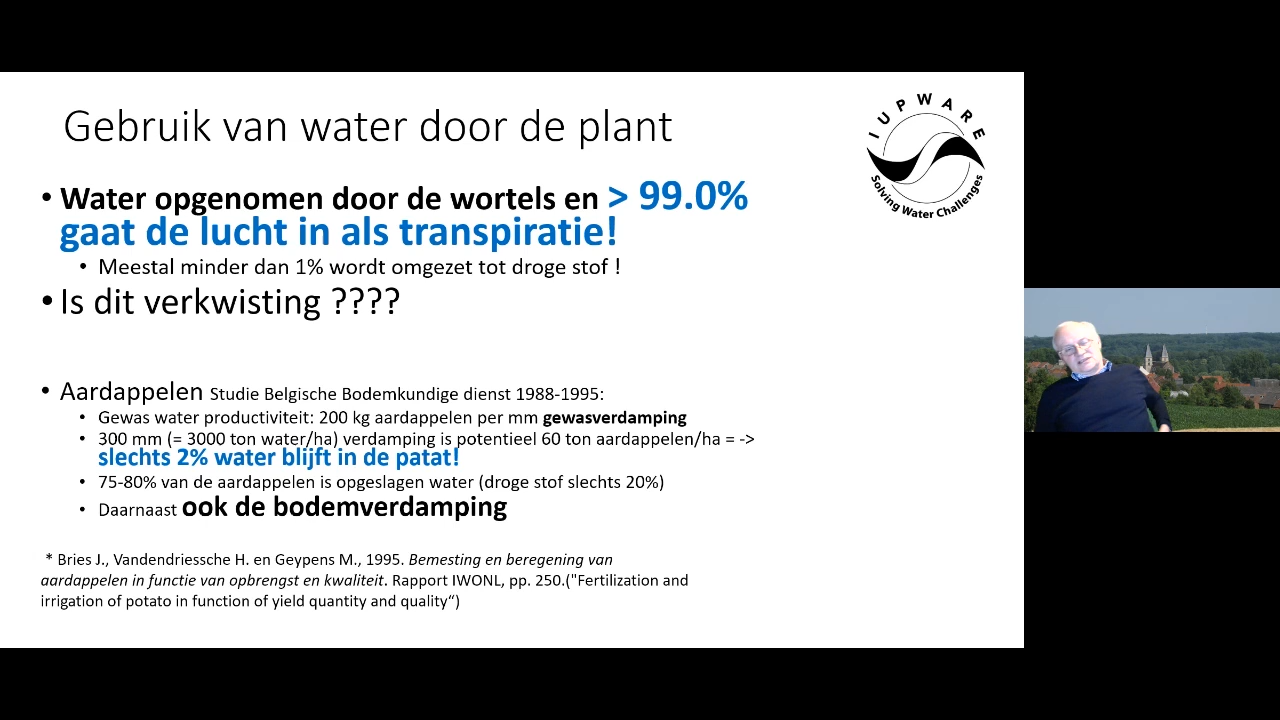 Gebruik van water door de plant
IUPWARE
Solving Water Challenges
• Water opgenomen door de wortels en > 99.0%
gaat de lucht in als transpiratie!
• Meestal minder dan 1% wordt omgezet tot droge stof !
• Is dit verkwisting ????
• Aardappelen Studie Belgische Bodemkundige dienst 1988-1995:
• Gewas water productiviteit: 200 kg aardappelen per mm gewasverdamping
• 300 mm (= 3000 ton water/ha) verdamping is potentieel 60 ton aardappelen/ha = ->
slechts 2% water blijft in de patat!
• 75-80% van de aardappelen is opgeslagen water (droge stof slechts 20%)
• Daarnaast ook de bodemverdamping
* Bries J., Vandendriessche H. en Geypens M., 1995. Bemesting en beregening van
aardappelen in functie van opbrengst en kwaliteit. Rapport IWONL, pp. 250.("Fertilization and
irrigation of potato in function of yield quantity and quality“)